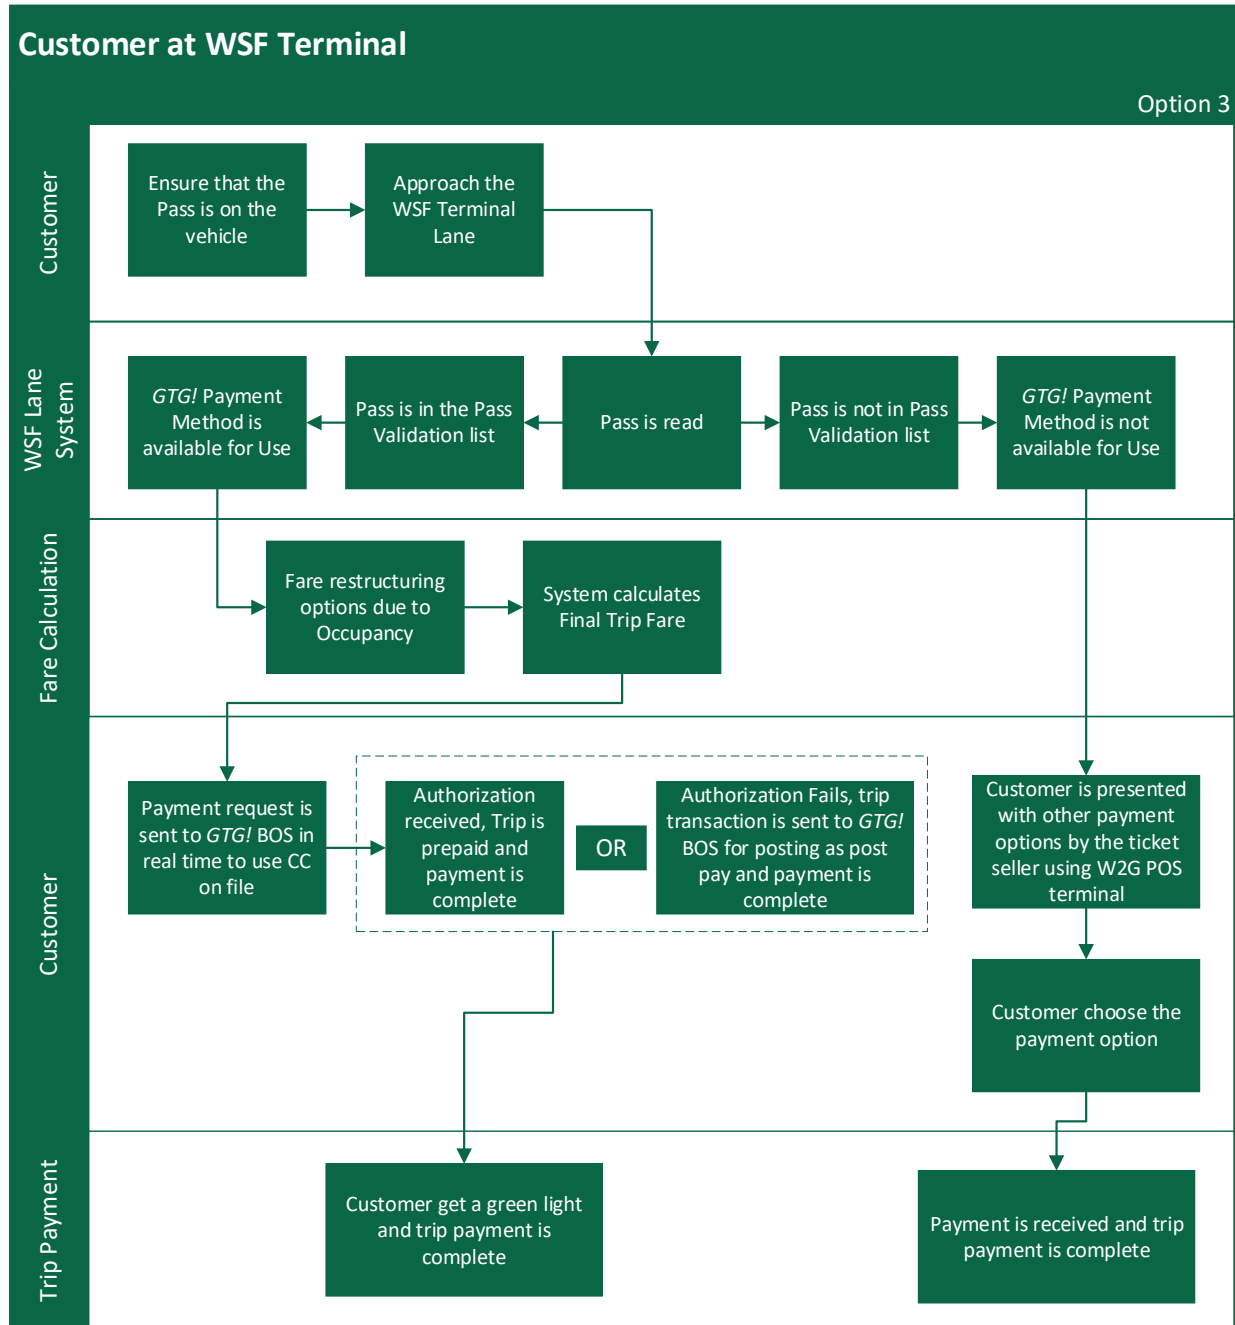 Customer at WSF Terminal
Option 3
Customer
Ensure that the
Pass is on the
vehicle
Approach the
WSF Terminal
Lane
WSF Lane
System
GTG! Payment
Method is
available for Use
Pass is in the Pass
Validation list
Pass is read
Pass is not in Pass
Validation list
GTG! Payment
Method is not
available for Use
Fare Calculation
Fare restructuring
options due to
Occupancy
System calculates
Final Trip Fare
Customer
Payment request is
sent to GTG! BOS in
real time to use CC
on file
Authorization
received, Trip is
prepaid and
payment is
complete
OR
Authorization Fails, trip
transaction is sent to GTG!
BOS for posting as post
pay and payment is
complete
Customer is presented
with other payment
options by the ticket
seller using W2G POS
terminal
Customer choose the
payment option
Trip Payment
Customer get a green light
and trip payment is
complete
Payment is received and trip
payment is complete